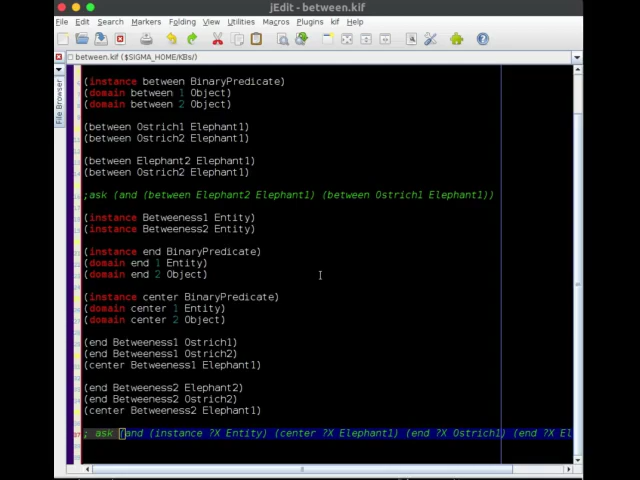 jEdit - between.kif
File Edit Search Markers Folding View Utilities Macros Plugins kif Help
between.kif ($SIGMA_HOME/KBs/)
File Browser
(instance between BinaryPredicate)
(domain between 1 Object)
(domain between 2 Object)
(between Ostrich1 Elephant1)
(between Ostrich2 Elephant1)
(between Elephant2 Elephant1)
(between Ostrich2 Elephant1)
;ask (and (between Elephant2 Elephant1) (between Ostrich1 Elephant1))
(instance Betweeness1 Entity)
(instance Betweeness2 Entity)
(instance end BinaryPredicate)
(domain end 1 Entity)
(domain end 2 Object)
(instance center BinaryPredicate)
(domain center 1 Entity)
(domain center 2 Object)
(end Betweeness1 Ostrich1)
(end Betweeness1 Ostrich2)
(center Betweeness1 Elephant1)
(end Betweeness2 Elephant2)
(end Betweeness2 Ostrich2)
(center Betweeness2 Elephant1)
; ask (and (instance ?X Entity) (center ?X Elephant1) (end ?X Ostrich1) (end ?X El